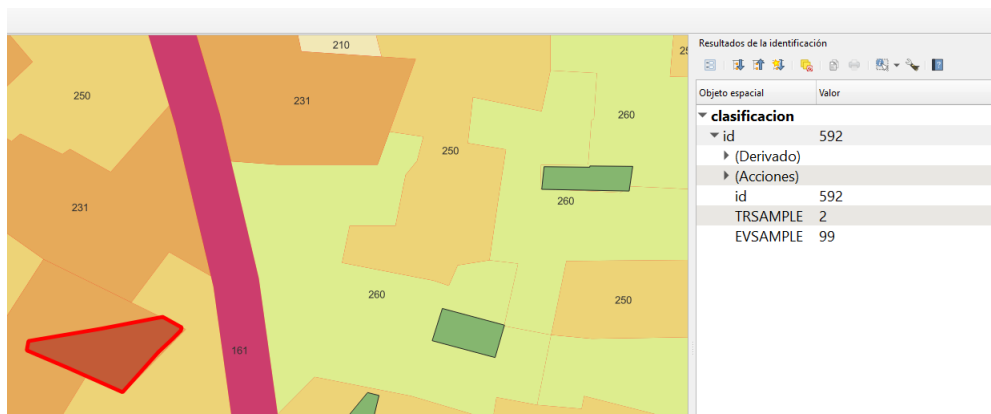 210
250
231
260
250
231
260
260
250
161
Resultados de la identificación
Objeto espacial Valor
clasificacion
id 592
(Derivado)
(Acciones)
id 592
TRSAMPLE 2
EVSAMPLE 99